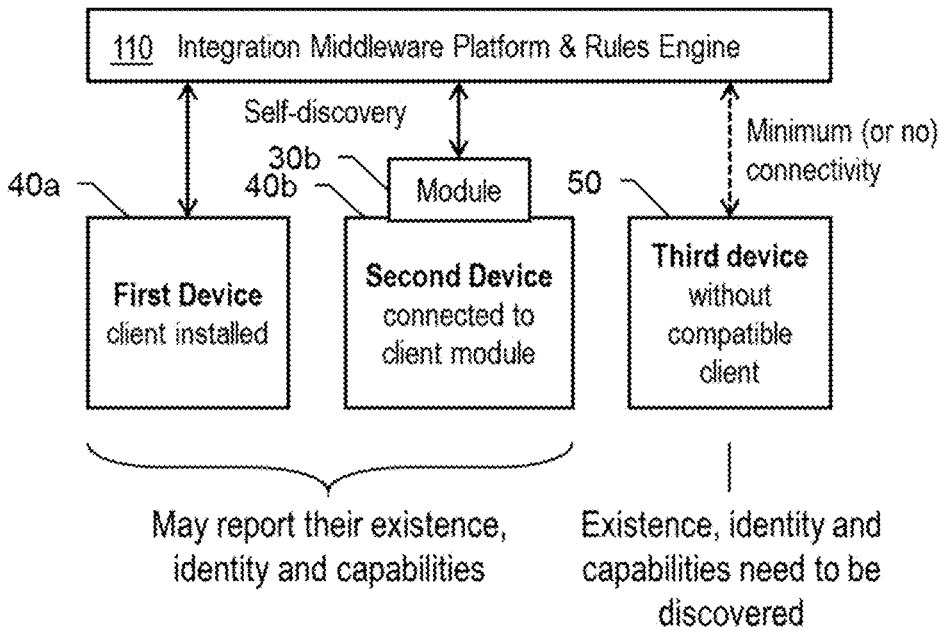 110 Integration Middleware Platform & Rules Engine
Self-discovery
Minimum (or no)
connectivity
30b
40a
40b
Module
50
First Device
client installed
Second Device
connected to
client module
Third device
without
compatible
client
May report their existence,
identity and capabilities
Existence, identity and
capabilities need to be
discovered